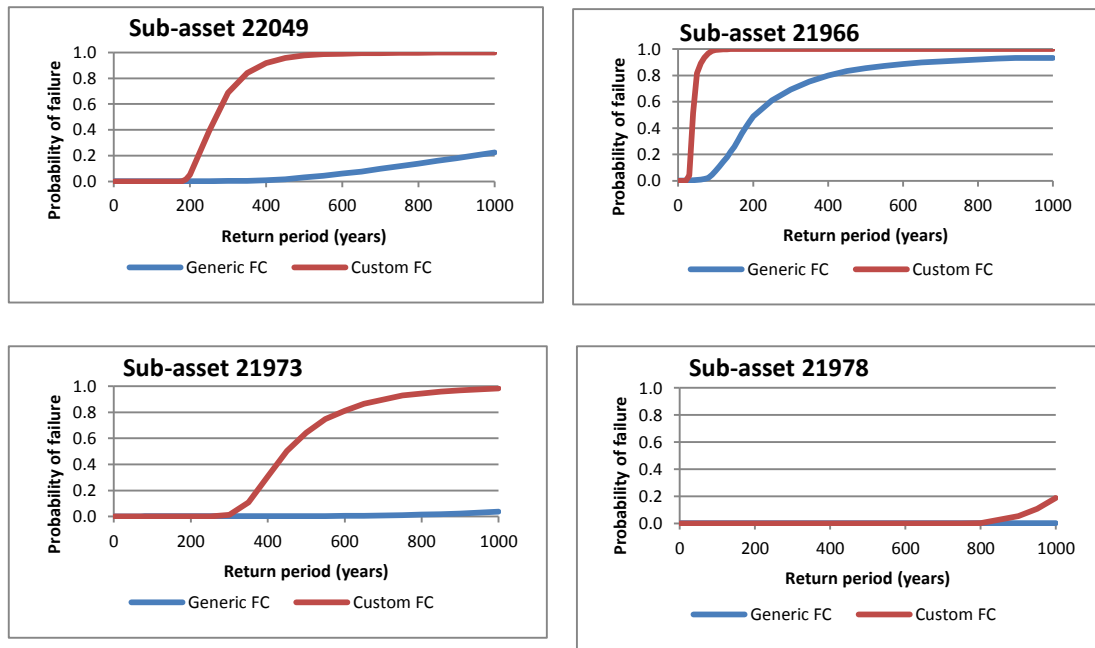 Sub-asset 22049
Probability of failure
1.0
0.8
0.6
0.4
0.2
0.0
0 200 400 600 800 1000
Return period (years)
Generic FC Custom FC
Sub-asset 21966
Probability of failure
1.0
0.8
0.6
0.4
0.2
0.0
0 200 400 600 800 1000
Return period (years)
Generic FC Custom FC
Sub-asset 21973
Probability of failure
1.0
0.8
0.6
0.4
0.2
0.0
0 200 400 600 800 1000
Return period (years)
Generic FC Custom FC
Sub-asset 21978
Probability of failure
1.0
0.8
0.6
0.4
0.2
0.0
0 200 400 600 800 1000
Return period (years)
Generic FC Custom FC